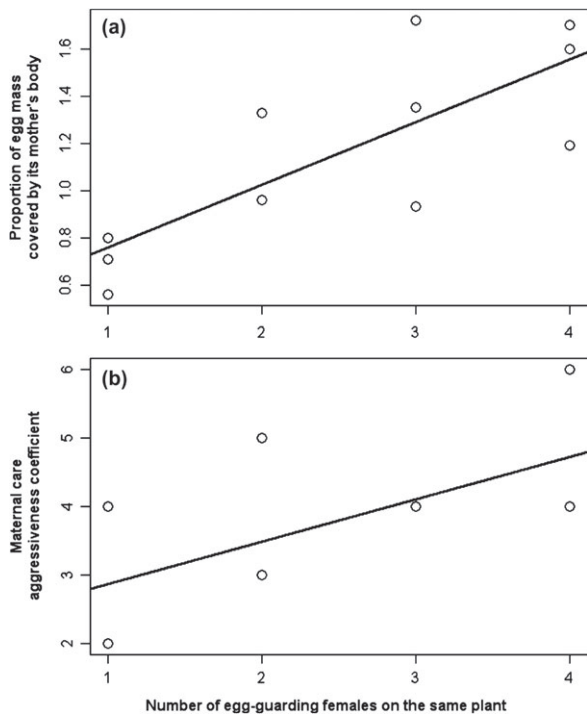 (a)
Proportion of egg mass
covered by its mother's body
1.6
1.4
1.2
1.0
0.8
0.6
1 2 3 4
(b)
Maternal care
aggressiveness coefficient
6
5
4
3
2
1 2 3 4
Number of egg-guarding females on the same plant